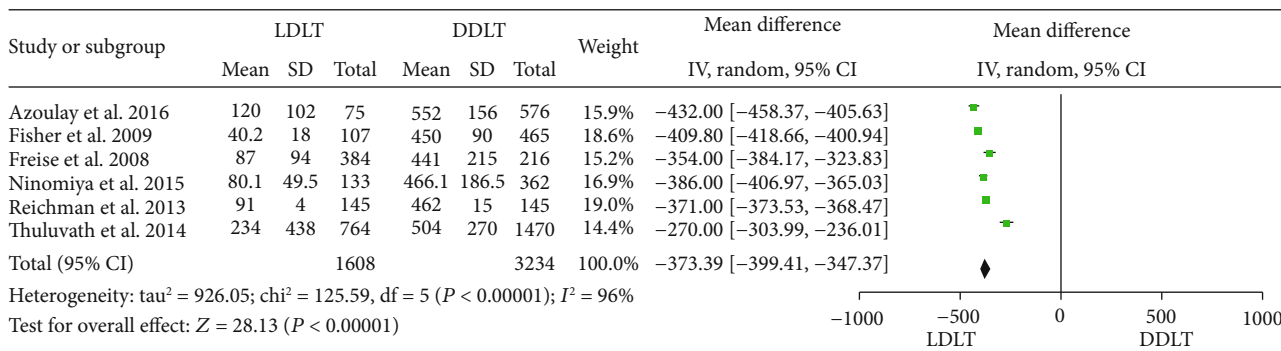 Study or subgroup LDLT DDLT Weight Mean difference Mean difference
Mean SD Total Mean SD Total IV, random, 95% CI IV, random, 95% CI
Azoulay et al. 2016 120 102 75 552 156 576 15.9% −432.00 [−458.37, −405.63)
Fisher et al. 2009 40.2 18 107 450 90 465 18.6% −409.80 [−418.66, −400.94)
Freise et al. 2008 87 94 384 441 215 216 15.2% −354.00 [−384.17, −323.83)
Ninomiya et al. 2015 80.1 49.5 133 466.1 186.5 362 16.9% −386.00 [−406.97, −365.03)
Reichman et al. 2013 91 4 145 462 15 145 19.0% −371.00 [−373.53, −368.47)
Thuluvath et al. 2014 234 438 764 504 270 1470 14.4% −270.00 [−303.99, −236.01)
Total (95% CI) 1608 3234 100.0% −373.39 [−399.41, −347.37)
Heterogeneity: tau² = 926.05; chi² = 125.59, df = 5 (P < 0.00001); I² = 96%
Test for overall effect: Z = 28.13 (P < 0.00001)
−1000 −500 0 500 1000
LDLT DDLT